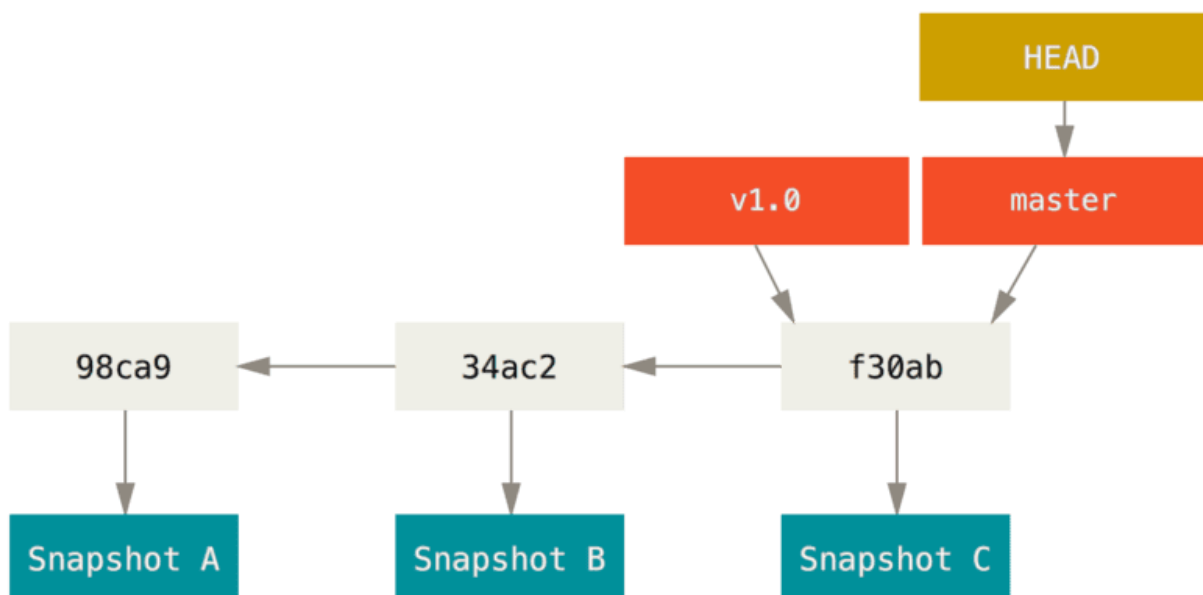 HEAD
v1.0
master
98ca9
34ac2
f30ab
Snapshot A
Snapshot B
Snapshot C